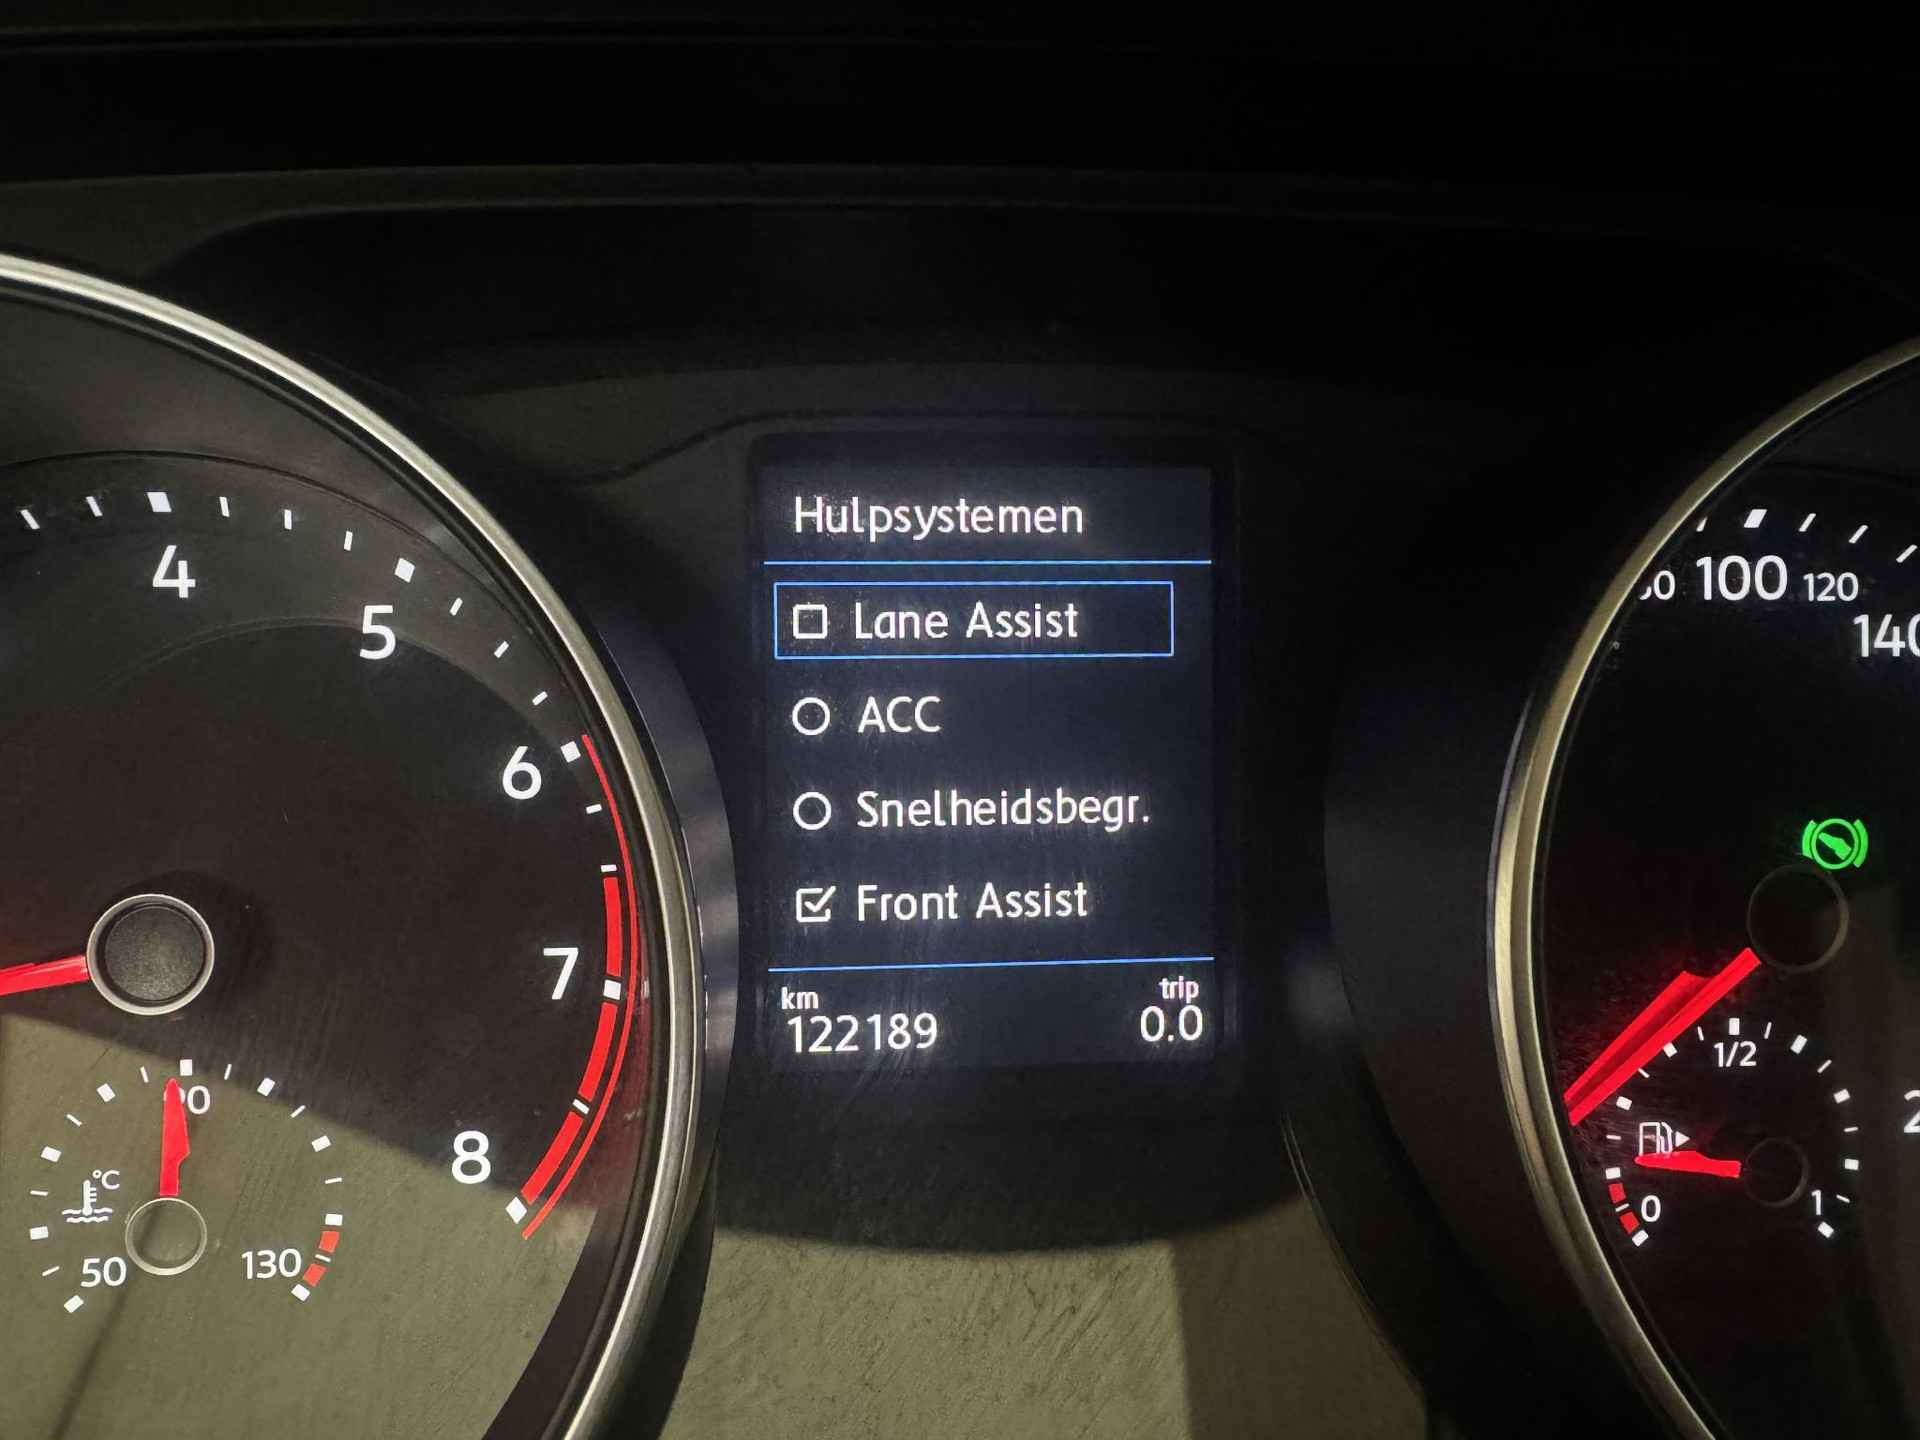 Hulpsystemen
Lane Assist
ACC
Snelheidsbegr.
Front Assist
km
trip
122189
0.0
4
5
6
7
8
°C
50
130
100
120
1/2
0
1